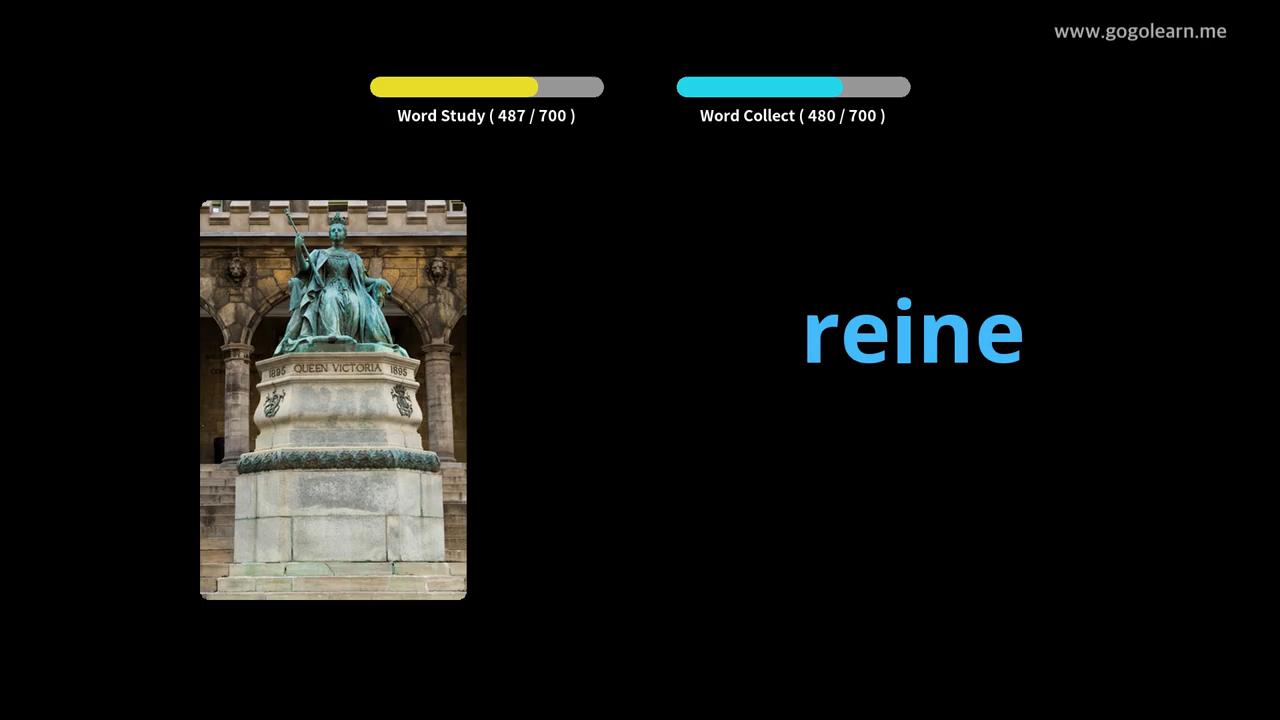 www.gogolearn.me
Word Study ( 487 / 700 )
Word Collect ( 480 / 700 )
1895 QUEEN VICTORIA 1895
reine